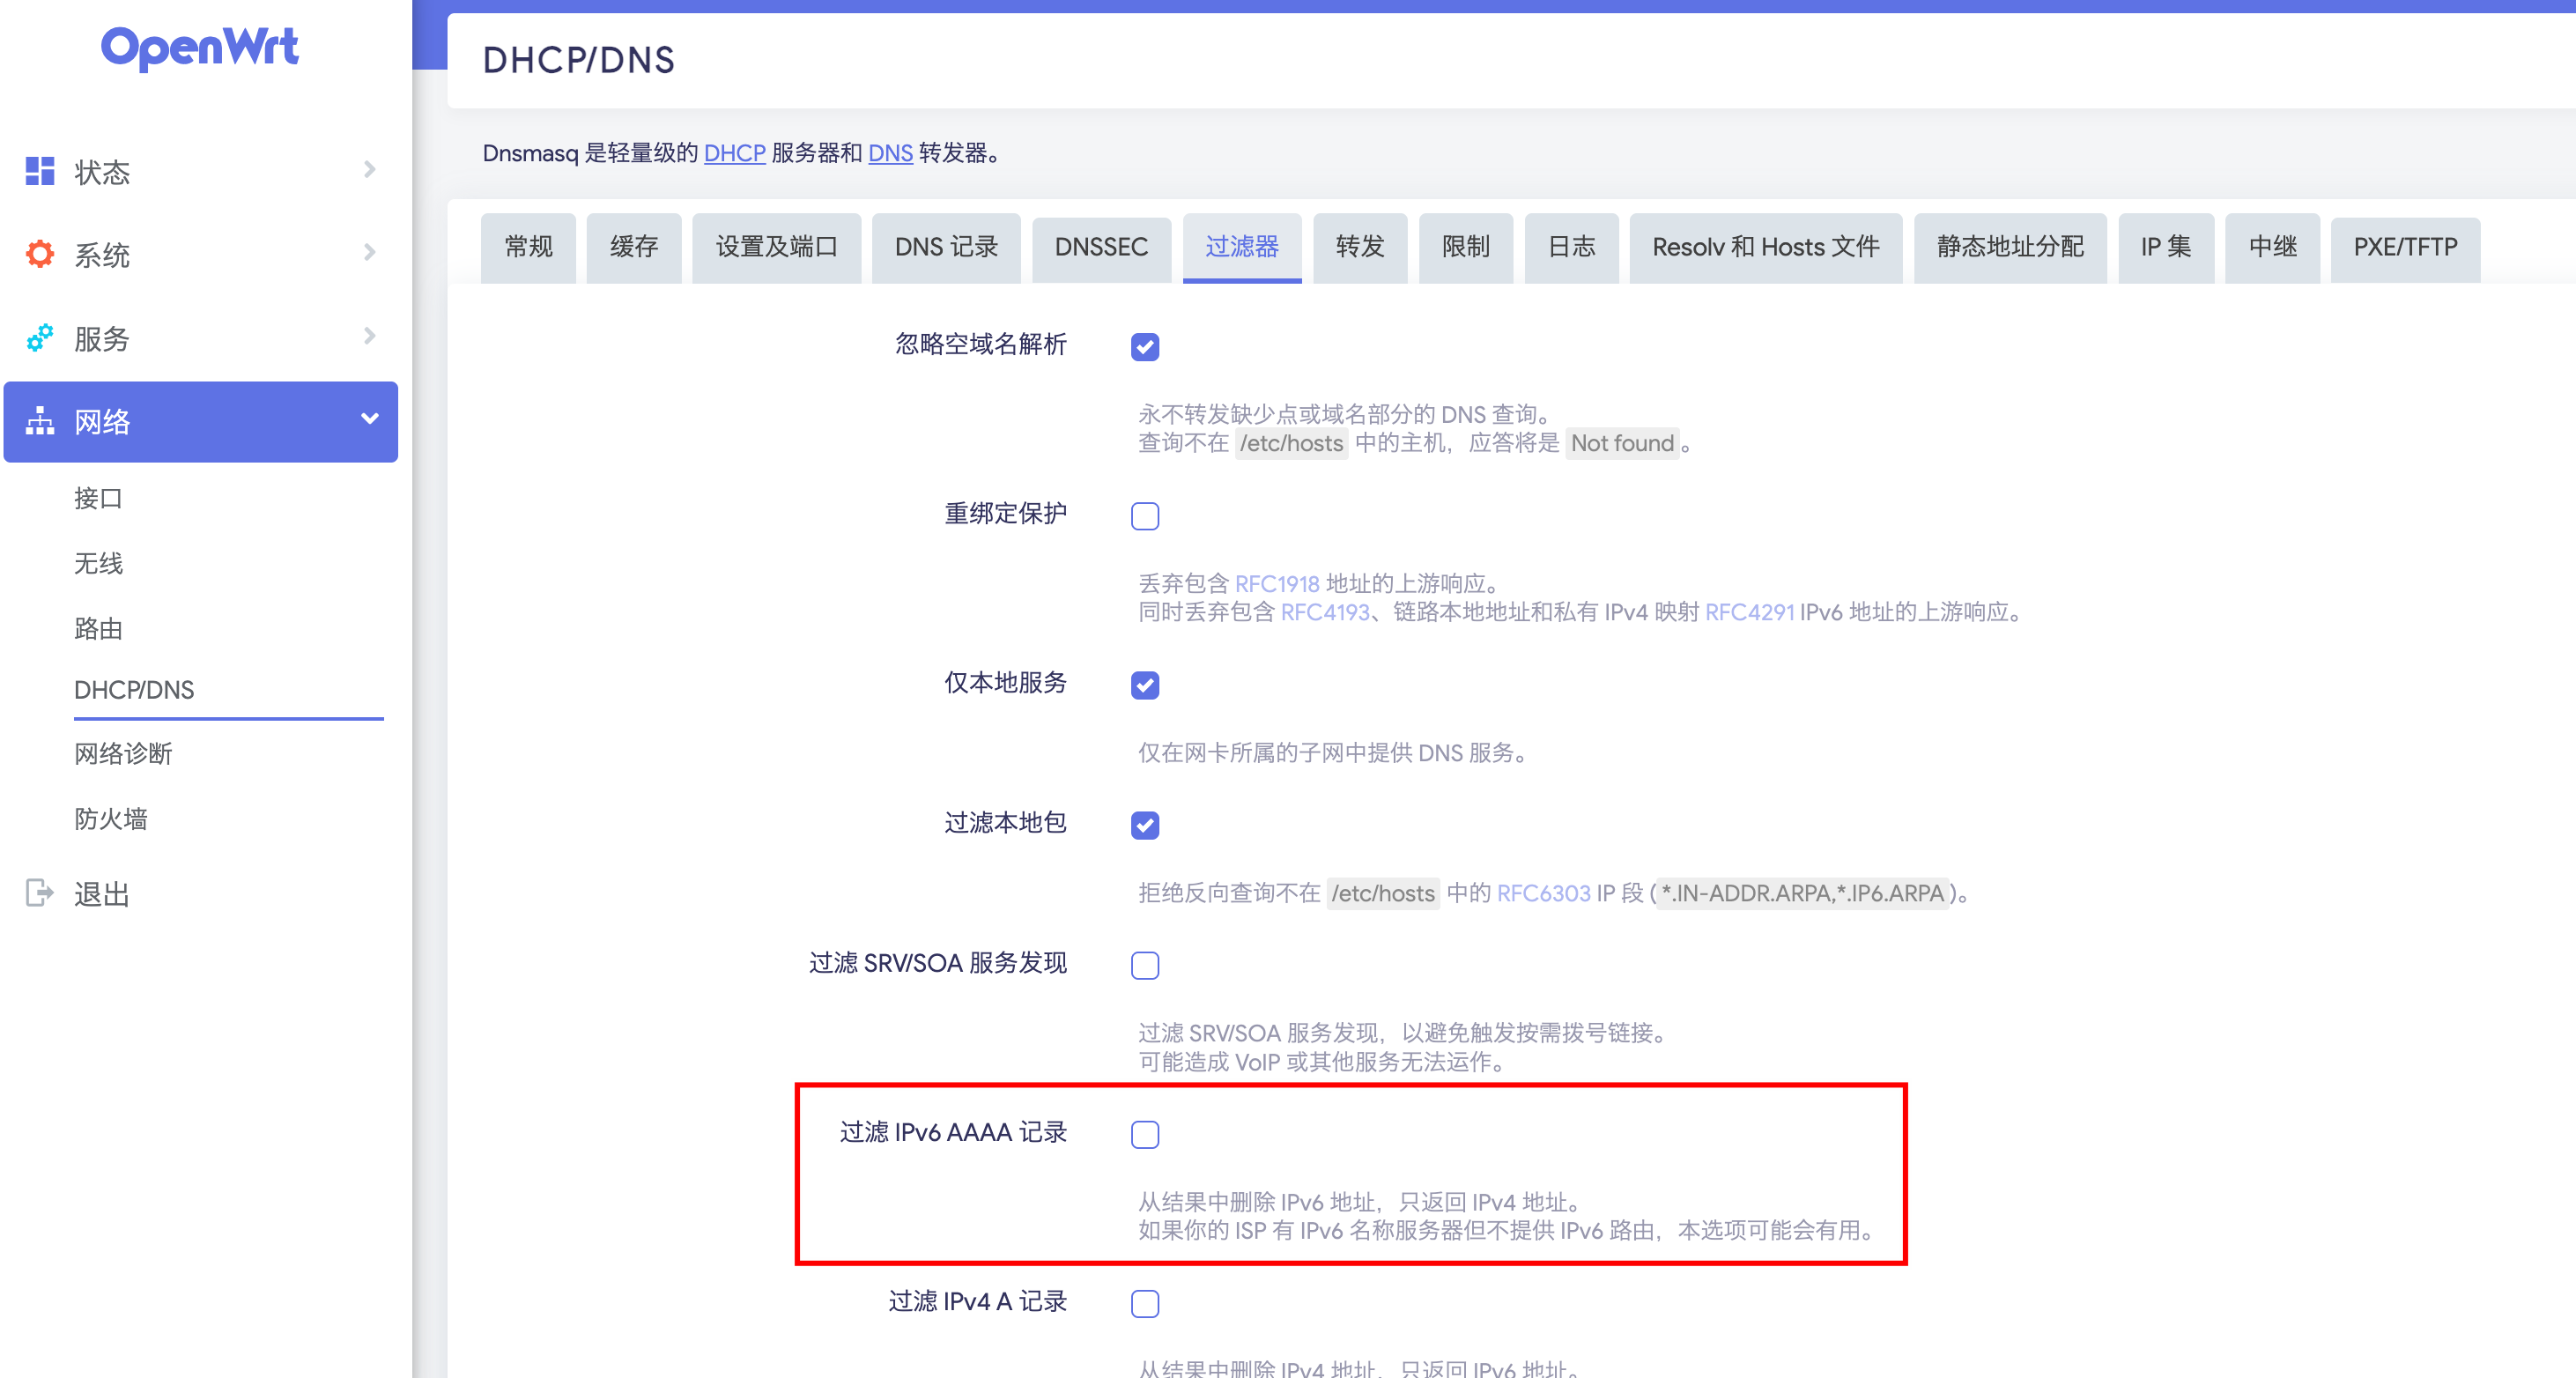 OpenWrt
状态
系统
服务
网络
接口
无线
路由
DHCP/DNS
网络诊断
防火墙
退出
DHCP/DNS
Dnsmasq 是轻量级的 DHCP 服务器和 DNS 转发器。
常规 缓存 设置及端口 DNS 记录 DNSSEC 过滤器 转发 限制 日志 Resolv 和 Hosts 文件 静态地址分配 IP 集 中继 PXE/TFTP
忽略空域名解析
永不转发缺少点或域名部分的 DNS 查询。
查询不在 /etc/hosts 中的主机，应答将是 Not found 。
重绑定保护
丢弃包含 RFC1918 地址的上游响应。
同时丢弃包含 RFC4193、链路本地地址和私有 IPv4 映射 RFC4291 IPv6 地址的上游响应。
仅本地服务
仅在网卡所属的子网中提供 DNS 服务。
过滤本地包
拒绝反向查询不在 /etc/hosts 中的 RFC6303 IP 段 ( *.IN-ADDR.ARPA,*.IP6.ARPA )。
过滤 SRV/SOA 服务发现
过滤 SRV/SOA 服务发现，以避免触发按需拨号链接。
可能造成 VoIP 或其他服务无法运作。
过滤 IPv6 AAAA 记录
从结果中删除 IPv6 地址，只返回 IPv4 地址。
如果你的 ISP 有 IPv6 名称服务器但不提供 IPv6 路由，本选项可能会有用。
过滤 IPv4 A 记录
从结果中删除 IPv4 地址，只返回 IPv6 地址。